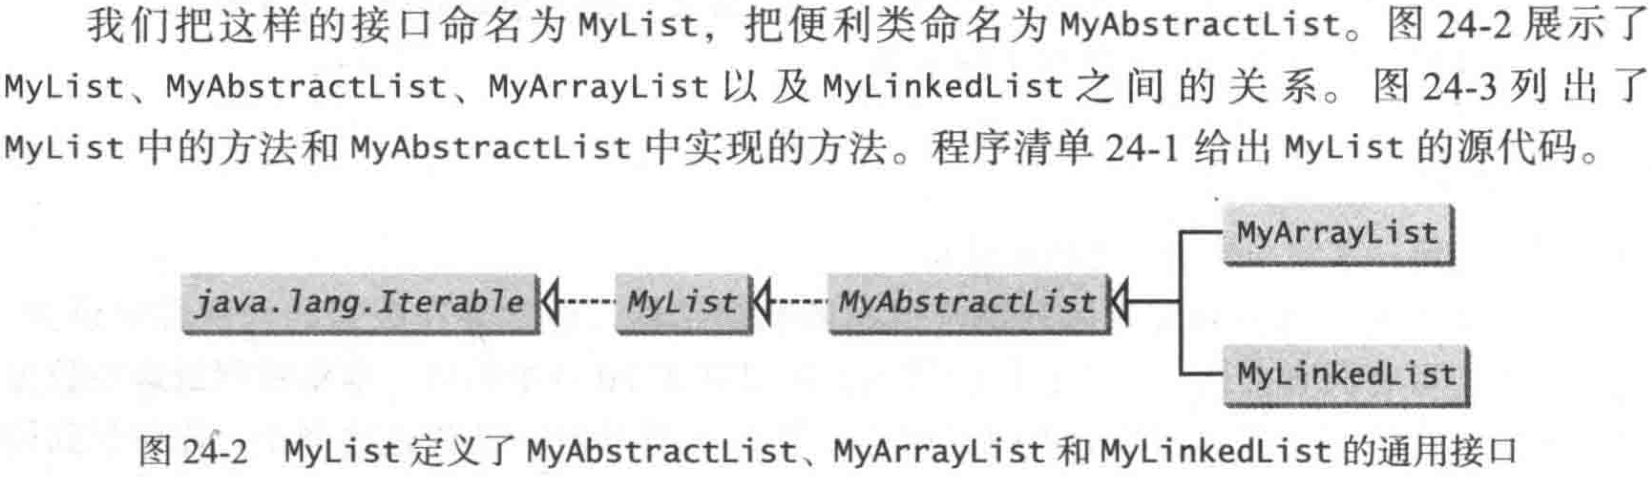 我们把这样的接口命名为 MyList，把便利类命名为 MyAbstractList。图 24-2 展示了
MyList、MyAbstractList、MyArrayList 以及 MyLinkedList 之间的关系。图 24-3 列出了
MyList 中的方法和 MyAbstractList 中实现的方法。程序清单 24-1 给出 MyList 的源代码。
MyArrayList
java.lang.Iterable
MyList
MyAbstractList
MyLinkedList
图 24-2 MyList 定义了 MyAbstractList、MyArrayList 和 MyLinkedList 的通用接口